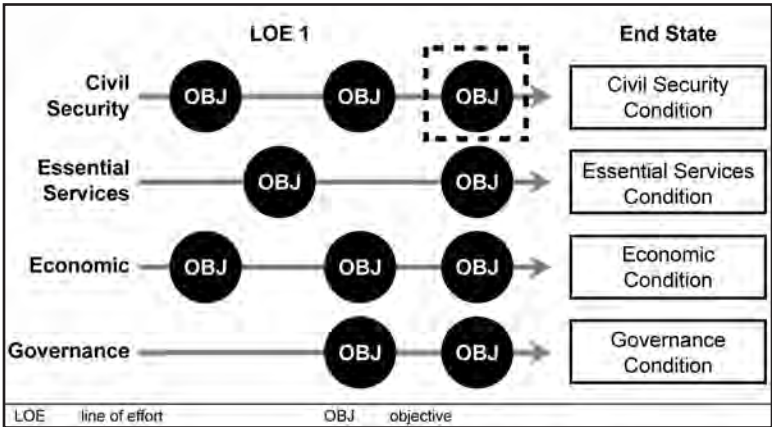 LOE 1
End State
Civil
Security
OBJ
OBJ
OBJ
Civil Security
Condition
Essential
Services
OBJ
OBJ
Essential Services
Condition
Economic
OBJ
OBJ
OBJ
Economic
Condition
Governance
OBJ
OBJ
Governance
Condition
LOE line of effort OBJ objective